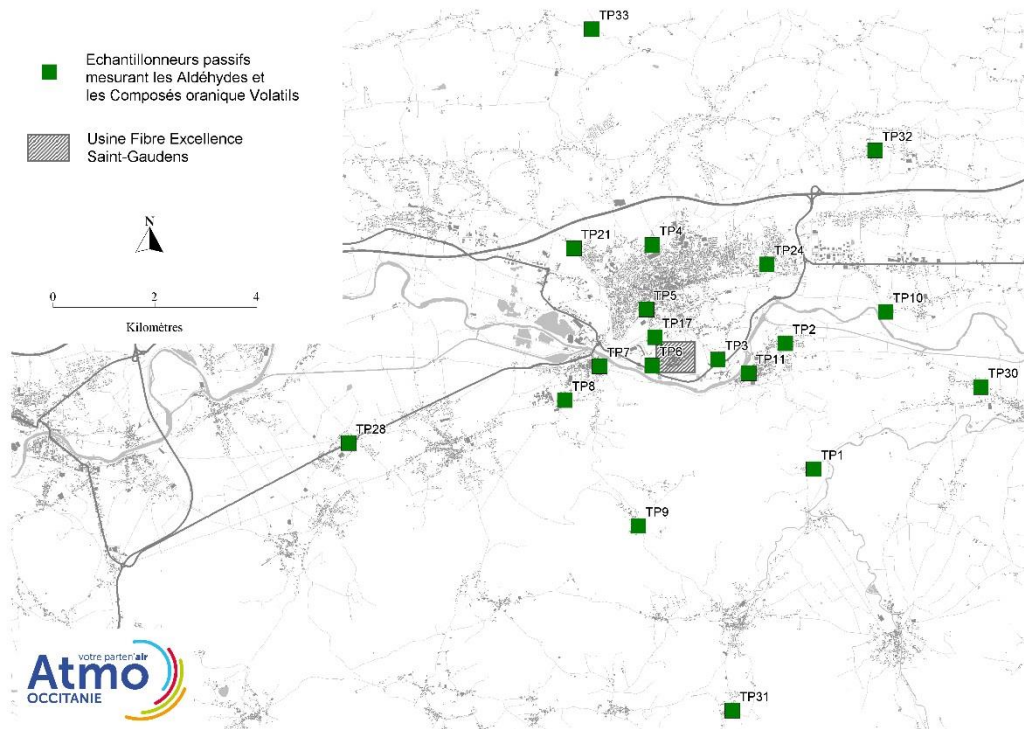 Echantillonneurs passifs
mesurant les Aldéhydes et
les Composés oranique Volatils
Usine Fibre Excellence
Saint-Gaudens
N
0 2 4
Kilomètres
TP33
TP32
TP21
TP4
TP24
TP5
TP10
TP17
TP2
TP7
TP6
TP3
TP11
TP8
TP30
TP28
TP1
TP9
TP31
votre parten'air
Atmo
OCCITANIE